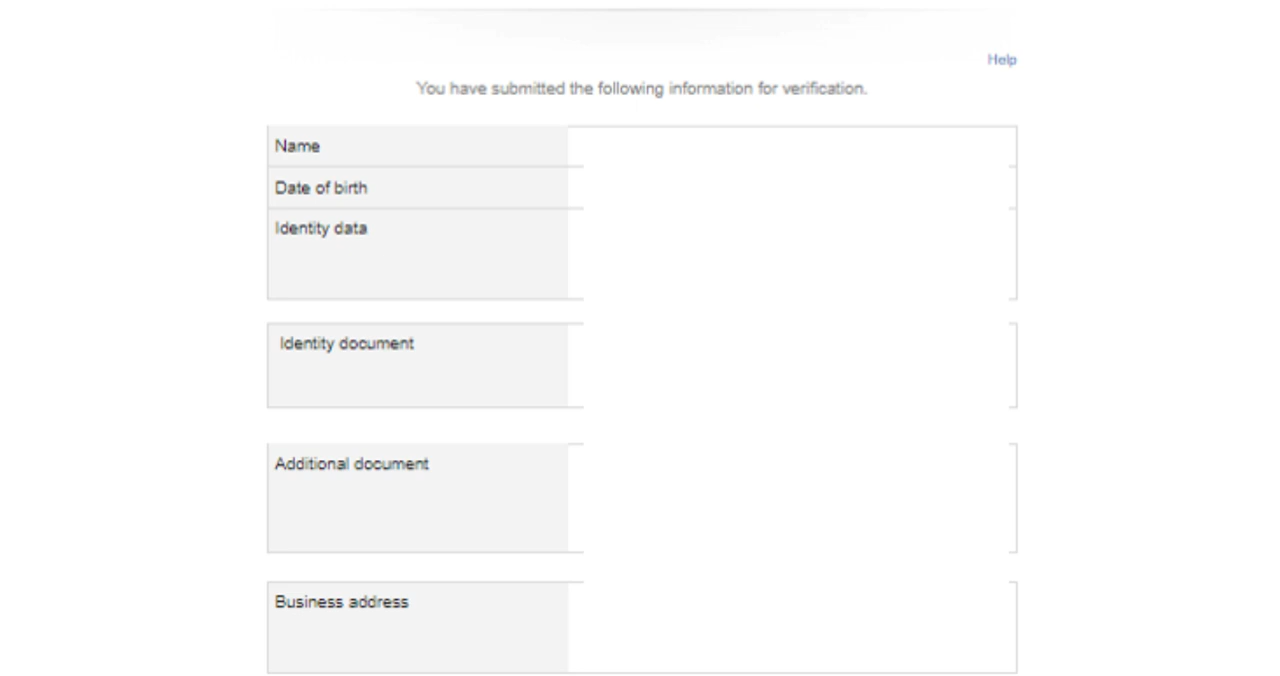 Help
You have submitted the following information for verification.
Name
Date of birth
Identity data
Identity document
Additional document
Business address